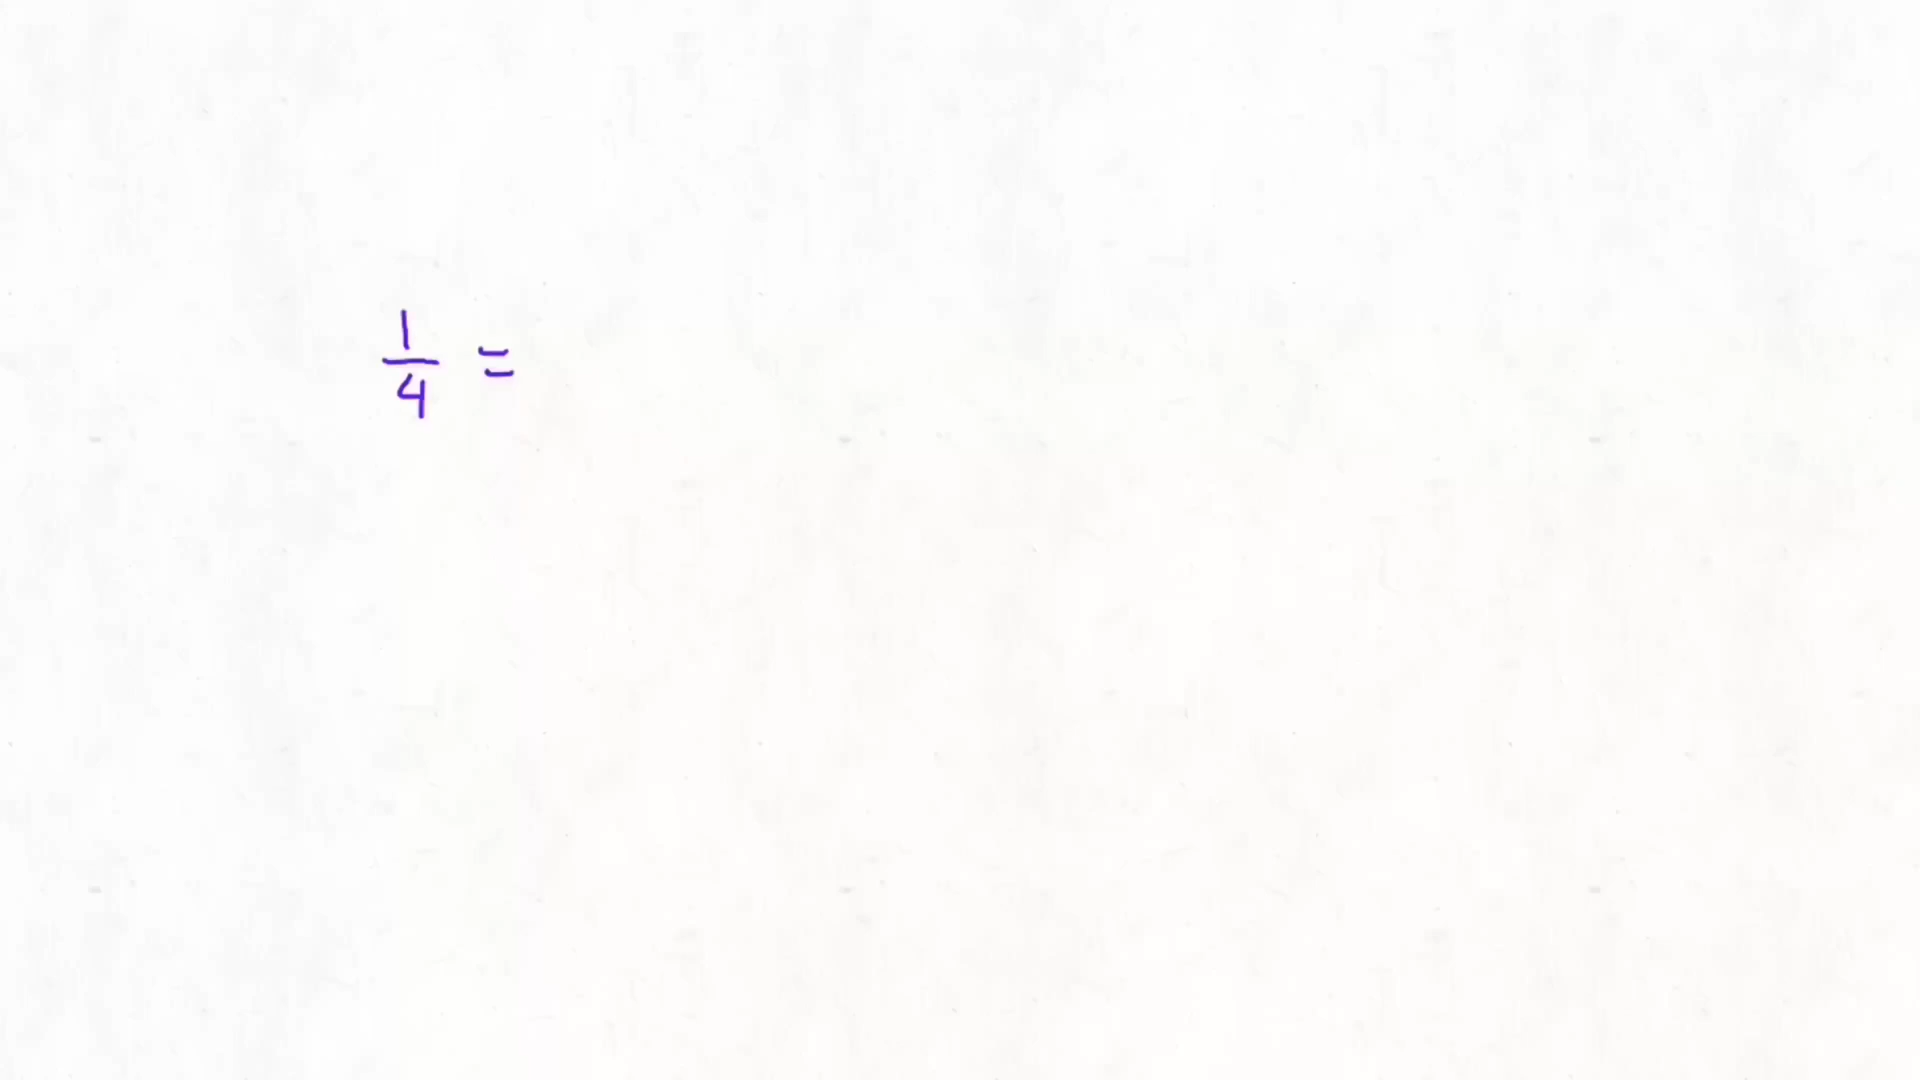 1/4 =